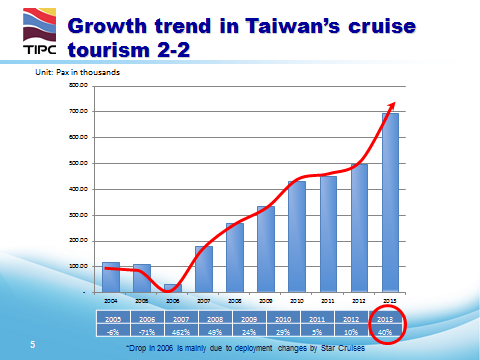 TIPC
Growth trend in Taiwan's cruise
tourism 2-2
Unit: Pax in thousands
800.00
700.00
600.00
500.00
400.00
300.00
200.00
100.00
-
2004 2005 2006 2007 2008 2009 2010 2011 2012 2013
2005 2006 2007 2008 2009 2010 2011 2012 2013
-6% -71% 462% 49% 24% 29% 5% 10% 40%
5
*Drop in 2006 is mainly due to deployment changes by Star Cruises